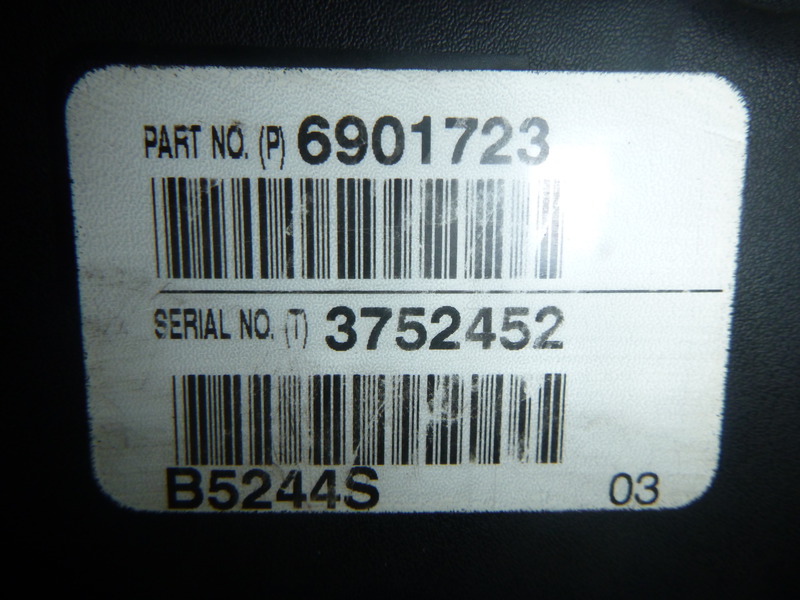 PART NO. (P) 6901723
SERIAL NO. (T) 3752452
B5244S 03